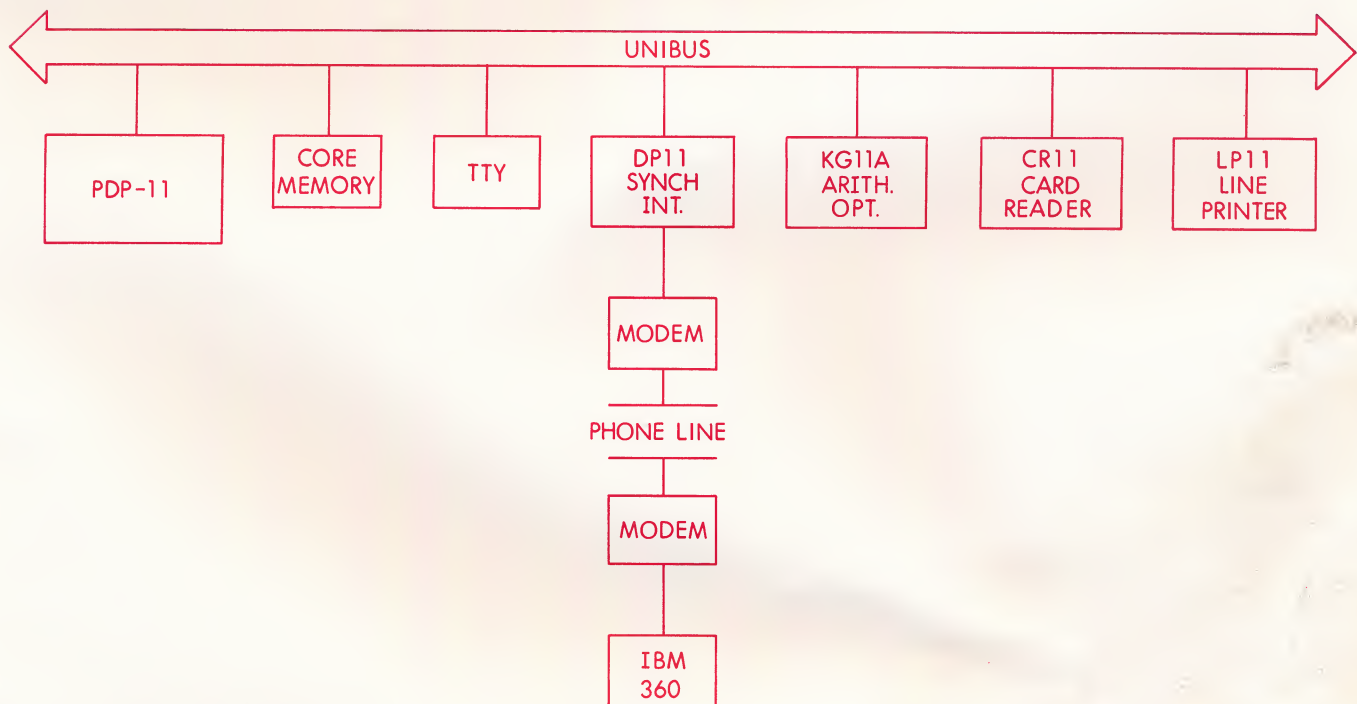 UNIBUS
PDP-11
CORE
MEMORY
TTY
DP11
SYNCH
INT.
KG11A
ARITH.
OPT.
CR11
CARD
READER
LP11
LINE
PRINTER
MODEM
PHONE LINE
MODEM
IBM
360